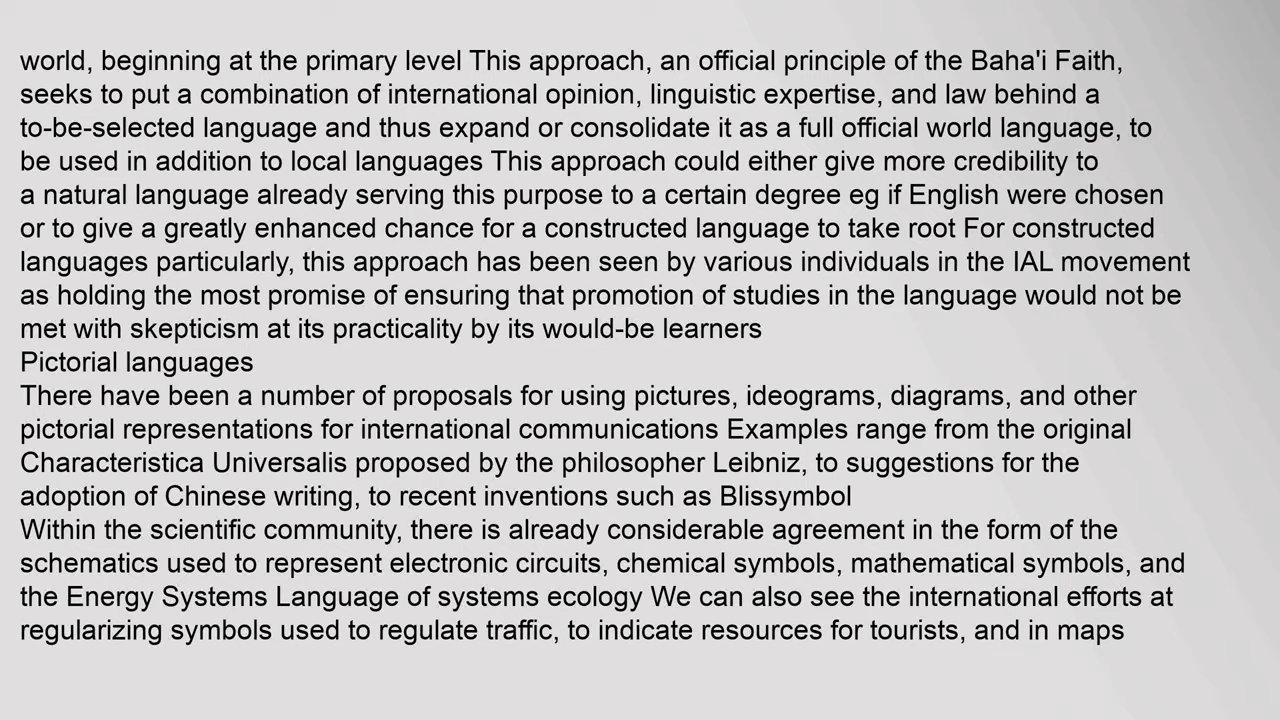 world, beginning at the primary level This approach, an official principle of the Baha'i Faith,
seeks to put a combination of international opinion, linguistic expertise, and law behind a
to-be-selected language and thus expand or consolidate it as a full official world language, to
be used in addition to local languages This approach could either give more credibility to
a natural language already serving this purpose to a certain degree eg if English were chosen
or to give a greatly enhanced chance for a constructed language to take root For constructed
languages particularly, this approach has been seen by various individuals in the IAL movement
as holding the most promise of ensuring that promotion of studies in the language would not be
met with skepticism at its practicality by its would-be learners
Pictorial languages
There have been a number of proposals for using pictures, ideograms, diagrams, and other
pictorial representations for international communications Examples range from the original
Characteristica Universalis proposed by the philosopher Leibniz, to suggestions for the
adoption of Chinese writing, to recent inventions such as Blissymbol
Within the scientific community, there is already considerable agreement in the form of the
schematics used to represent electronic circuits, chemical symbols, mathematical symbols, and
the Energy Systems Language of systems ecology We can also see the international efforts at
regularizing symbols used to regulate traffic, to indicate resources for tourists, and in maps